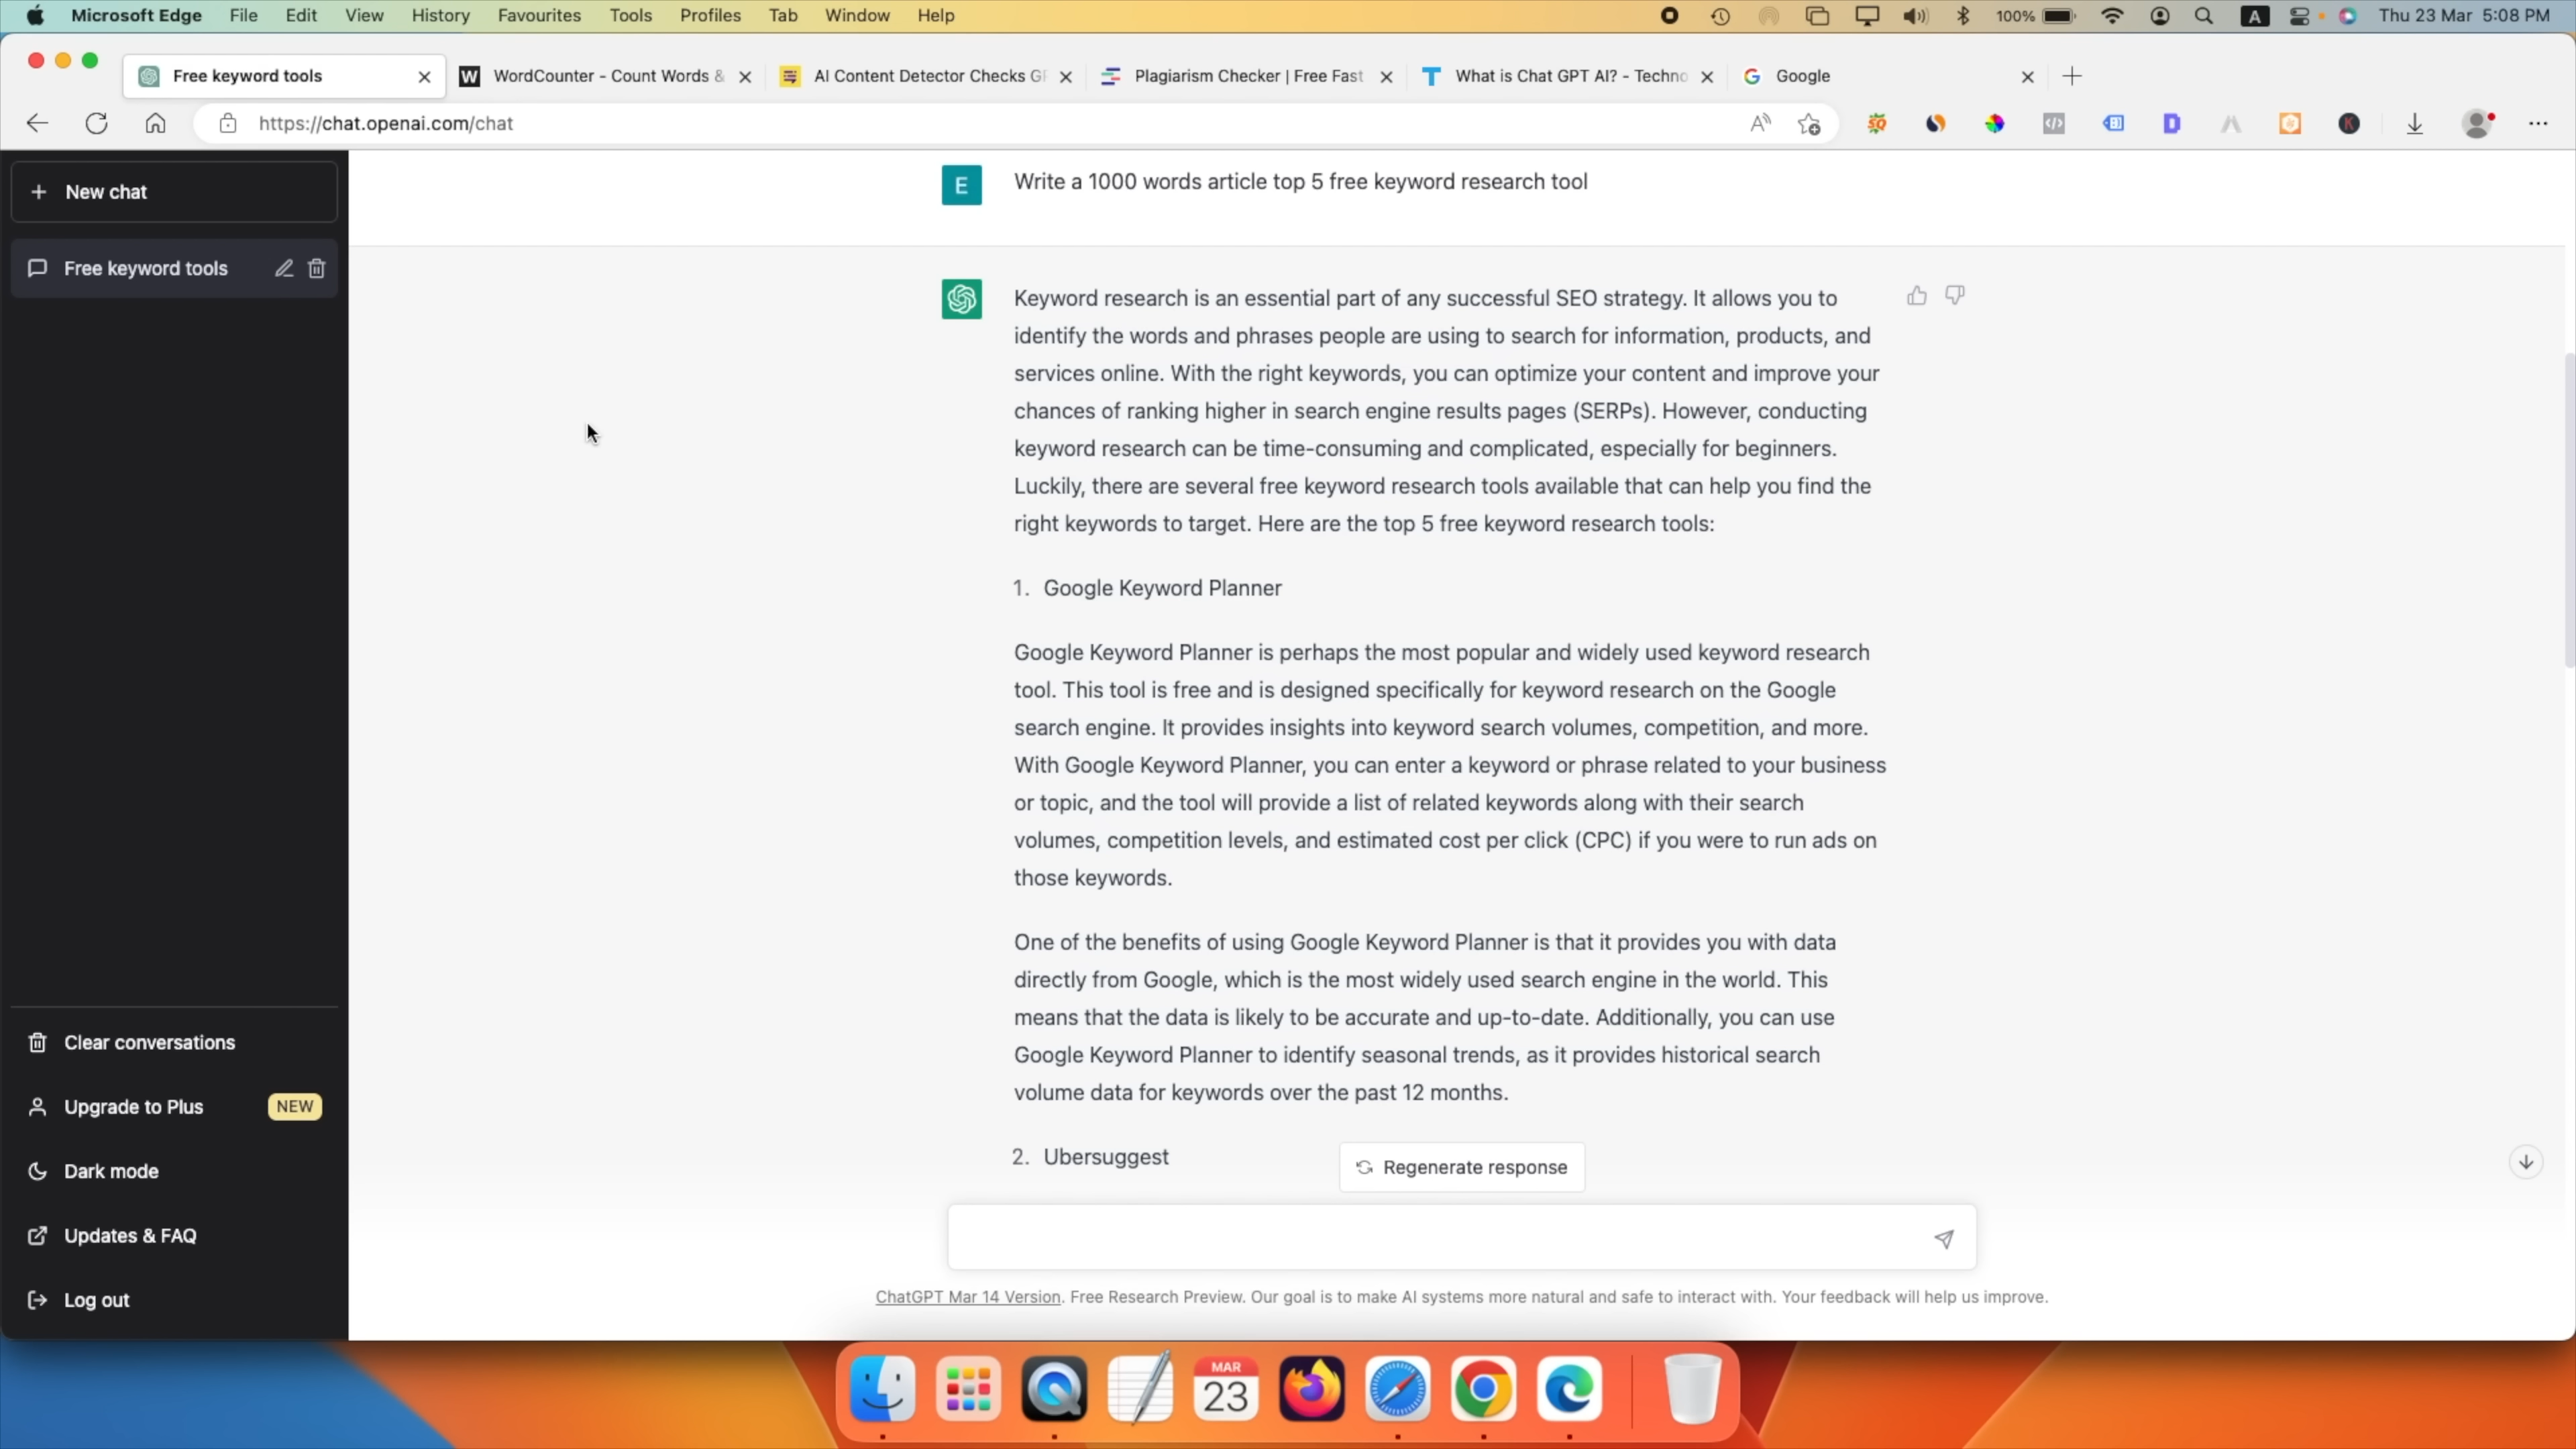 Microsoft Edge File Edit View History Favourites Tools Profiles Tab Window Help 100% A Thu 23 Mar 5:08 PM
Free keyword tools W WordCounter - Count Words & AI Content Detector Checks GP Plagiarism Checker | Free Fast What is Chat GPT AI? - Techno Google
https://chat.openai.com/chat
New chat
Free keyword tools
Clear conversations
Upgrade to Plus NEW
Dark mode
Updates & FAQ
Log out
E Write a 1000 words article top 5 free keyword research tool
Keyword research is an essential part of any successful SEO strategy. It allows you to
identify the words and phrases people are using to search for information, products, and
services online. With the right keywords, you can optimize your content and improve your
chances of ranking higher in search engine results pages (SERPs). However, conducting
keyword research can be time-consuming and complicated, especially for beginners.
Luckily, there are several free keyword research tools available that can help you find the
right keywords to target. Here are the top 5 free keyword research tools:
1. Google Keyword Planner
Google Keyword Planner is perhaps the most popular and widely used keyword research
tool. This tool is free and is designed specifically for keyword research on the Google
search engine. It provides insights into keyword search volumes, competition, and more.
With Google Keyword Planner, you can enter a keyword or phrase related to your business
or topic, and the tool will provide a list of related keywords along with their search
volumes, competition levels, and estimated cost per click (CPC) if you were to run ads on
those keywords.
One of the benefits of using Google Keyword Planner is that it provides you with data
directly from Google, which is the most widely used search engine in the world. This
means that the data is likely to be accurate and up-to-date. Additionally, you can use
Google Keyword Planner to identify seasonal trends, as it provides historical search
volume data for keywords over the past 12 months.
2. Ubersuggest
Regenerate response
ChatGPT Mar 14 Version. Free Research Preview. Our goal is to make AI systems more natural and safe to interact with. Your feedback will help us improve.
MAR
23